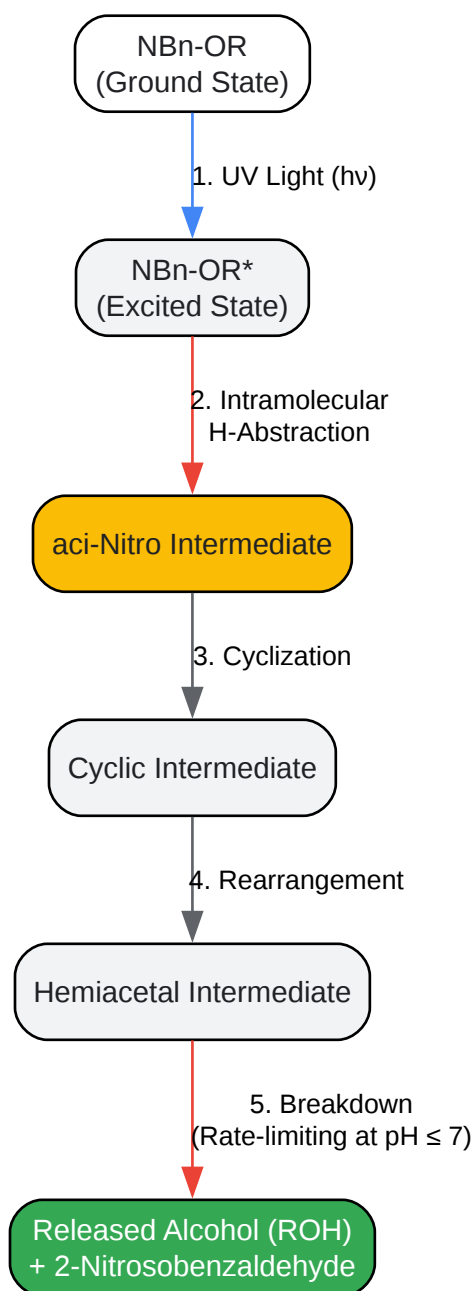 NBn-OR
(Ground State)
1. UV Light (hν)
NBn-OR*
(Excited State)
2. Intramolecular
H-Abstraction
aci-Nitro Intermediate
3. Cyclization
Cyclic Intermediate
4. Rearrangement
Hemiacetal Intermediate
5. Breakdown
(Rate-limiting at pH ≤ 7)
Released Alcohol (ROH)
+ 2-Nitrosobenzaldehyde